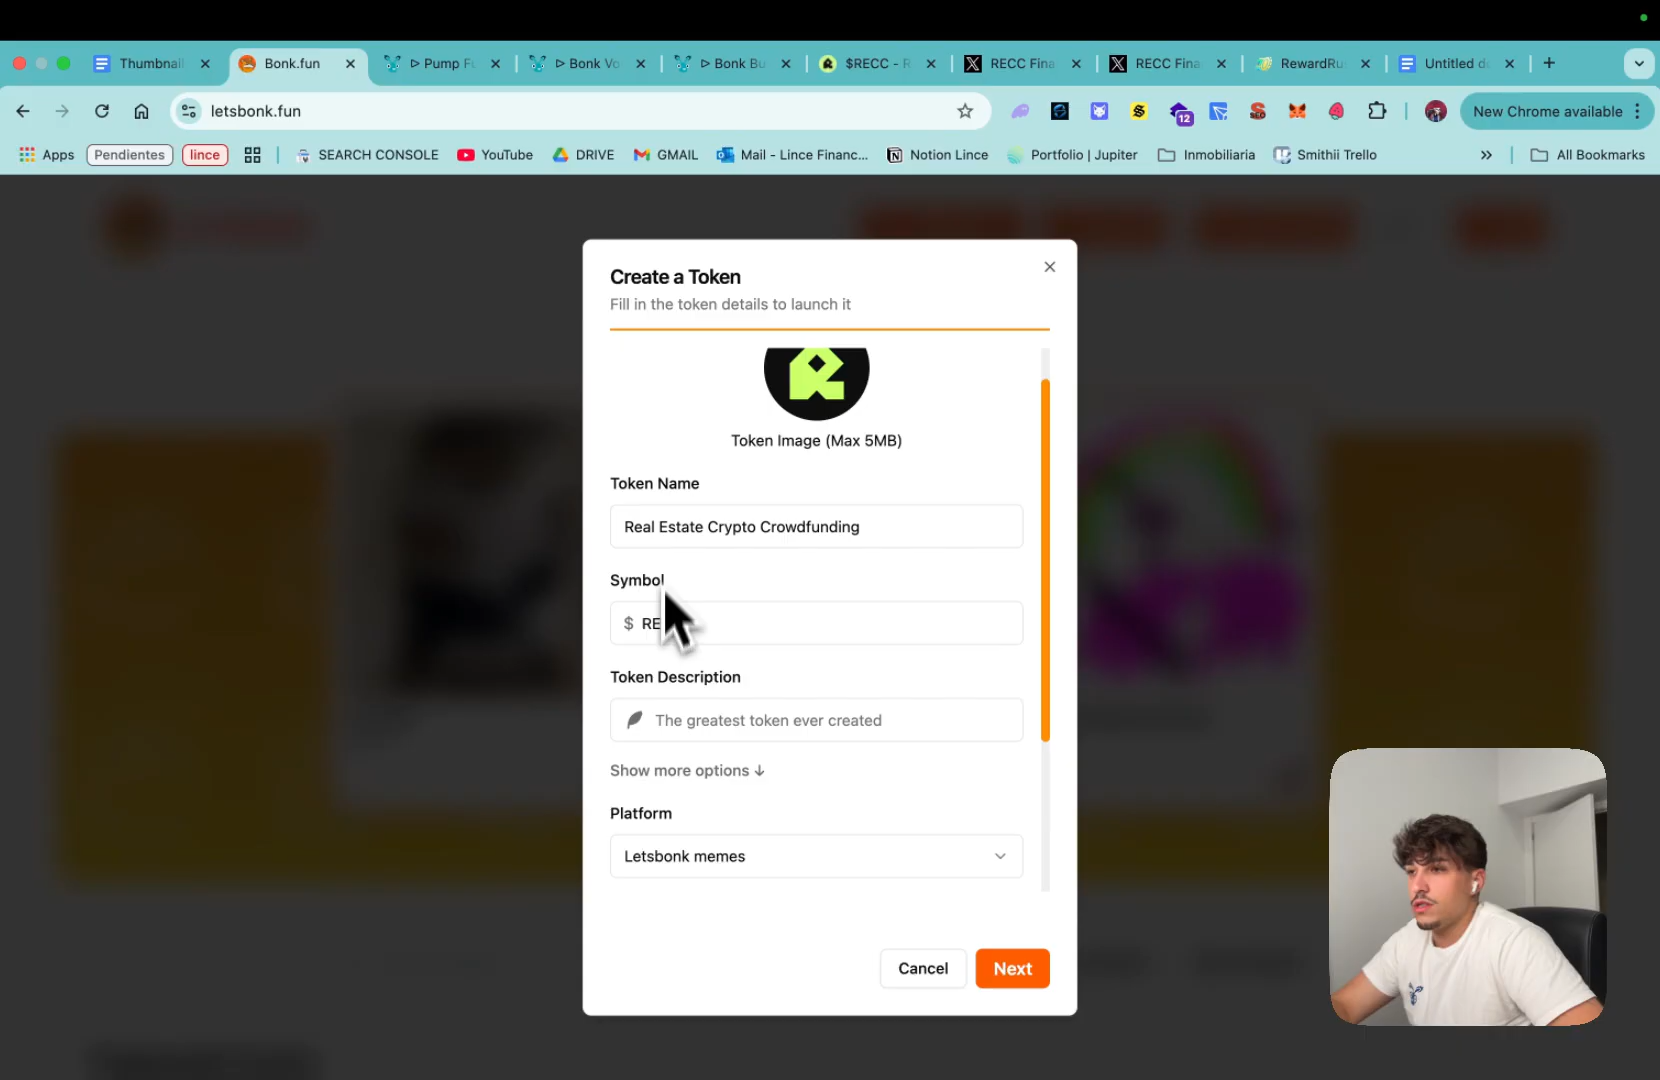 Thumbnail
Bonk.fun
ᐅ Pump Fu
ᐅ Bonk Vo
ᐅ Bonk Bu
$RECC - R
RECC Fina
RECC Fina
RewardRu
Untitled d
letsbonk.fun
12
New Chrome available
Apps
Pendientes
lince
SEARCH CONSOLE
YouTube
DRIVE
GMAIL
Mail - Lince Financ...
Notion Lince
Portfolio | Jupiter
Inmobiliaria
Smithii Trello
All Bookmarks
Create a Token
Fill in the token details to launch it
Token Image (Max 5MB)
Token Name
Real Estate Crypto Crowdfunding
Symbol
$ RE
Token Description
The greatest token ever created
Show more options ↓
Platform
Letsbonk memes
Cancel
Next